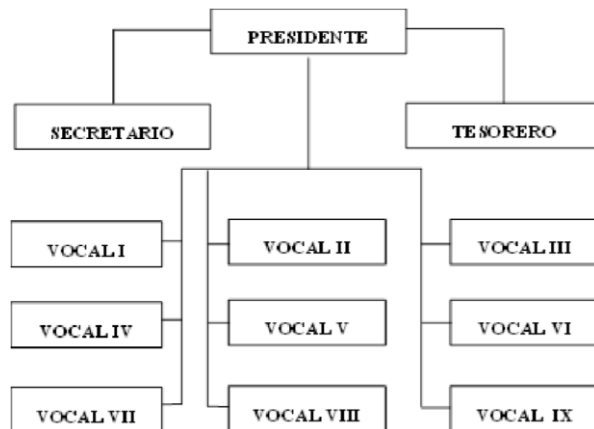 PRESIDENTE
SECRETARIO
TESORERO
VOCAL I
VOCAL II
VOCAL III
VOCAL IV
VOCAL V
VOCAL VI
VOCAL VII
VOCAL VIII
VOCAL IX